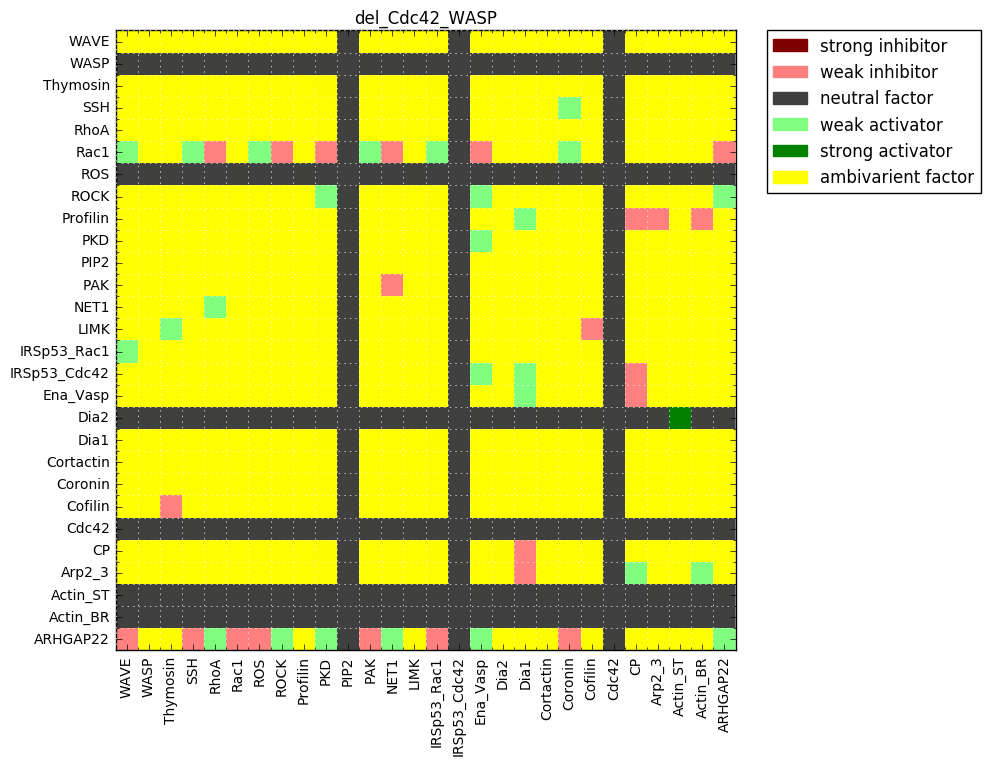 del_Cdc42_WASP
WAVE
WASP
Thymosin
SSH
RhoA
Rac1
ROS
ROCK
Profilin
PKD
PIP2
PAK
NET1
LIMK
IRSp53_Rac1
IRSp53_Cdc42
Ena_Vasp
Dia2
Dia1
Cortactin
Coronin
Cofilin
Cdc42
CP
Arp2_3
Actin_ST
Actin_BR
ARHGAP22
WAVE
WASP
Thymosin
SSH
RhoA
Rac1
ROS
ROCK
Profilin
PKD
PIP2
PAK
NET1
LIMK
IRSp53_Rac1
IRSp53_Cdc42
Ena_Vasp
Dia2
Dia1
Cortactin
Coronin
Cofilin
Cdc42
CP
Arp2_3
Actin_ST
Actin_BR
ARHGAP22
strong inhibitor
weak inhibitor
neutral factor
weak activator
strong activator
ambivarient factor